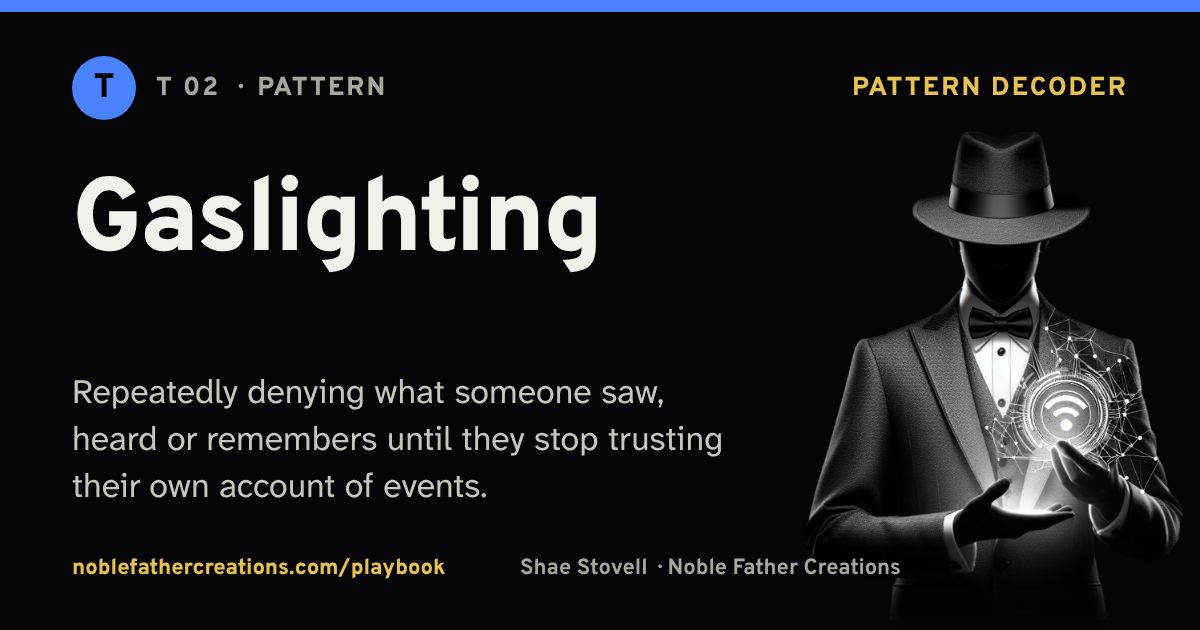 T
T 02 · PATTERN
PATTERN DECODER
Gaslighting
Repeatedly denying what someone saw,
heard or remembers until they stop trusting
their own account of events.
noblefathercreations.com/playbook
Shae Stovell · Noble Father Creations